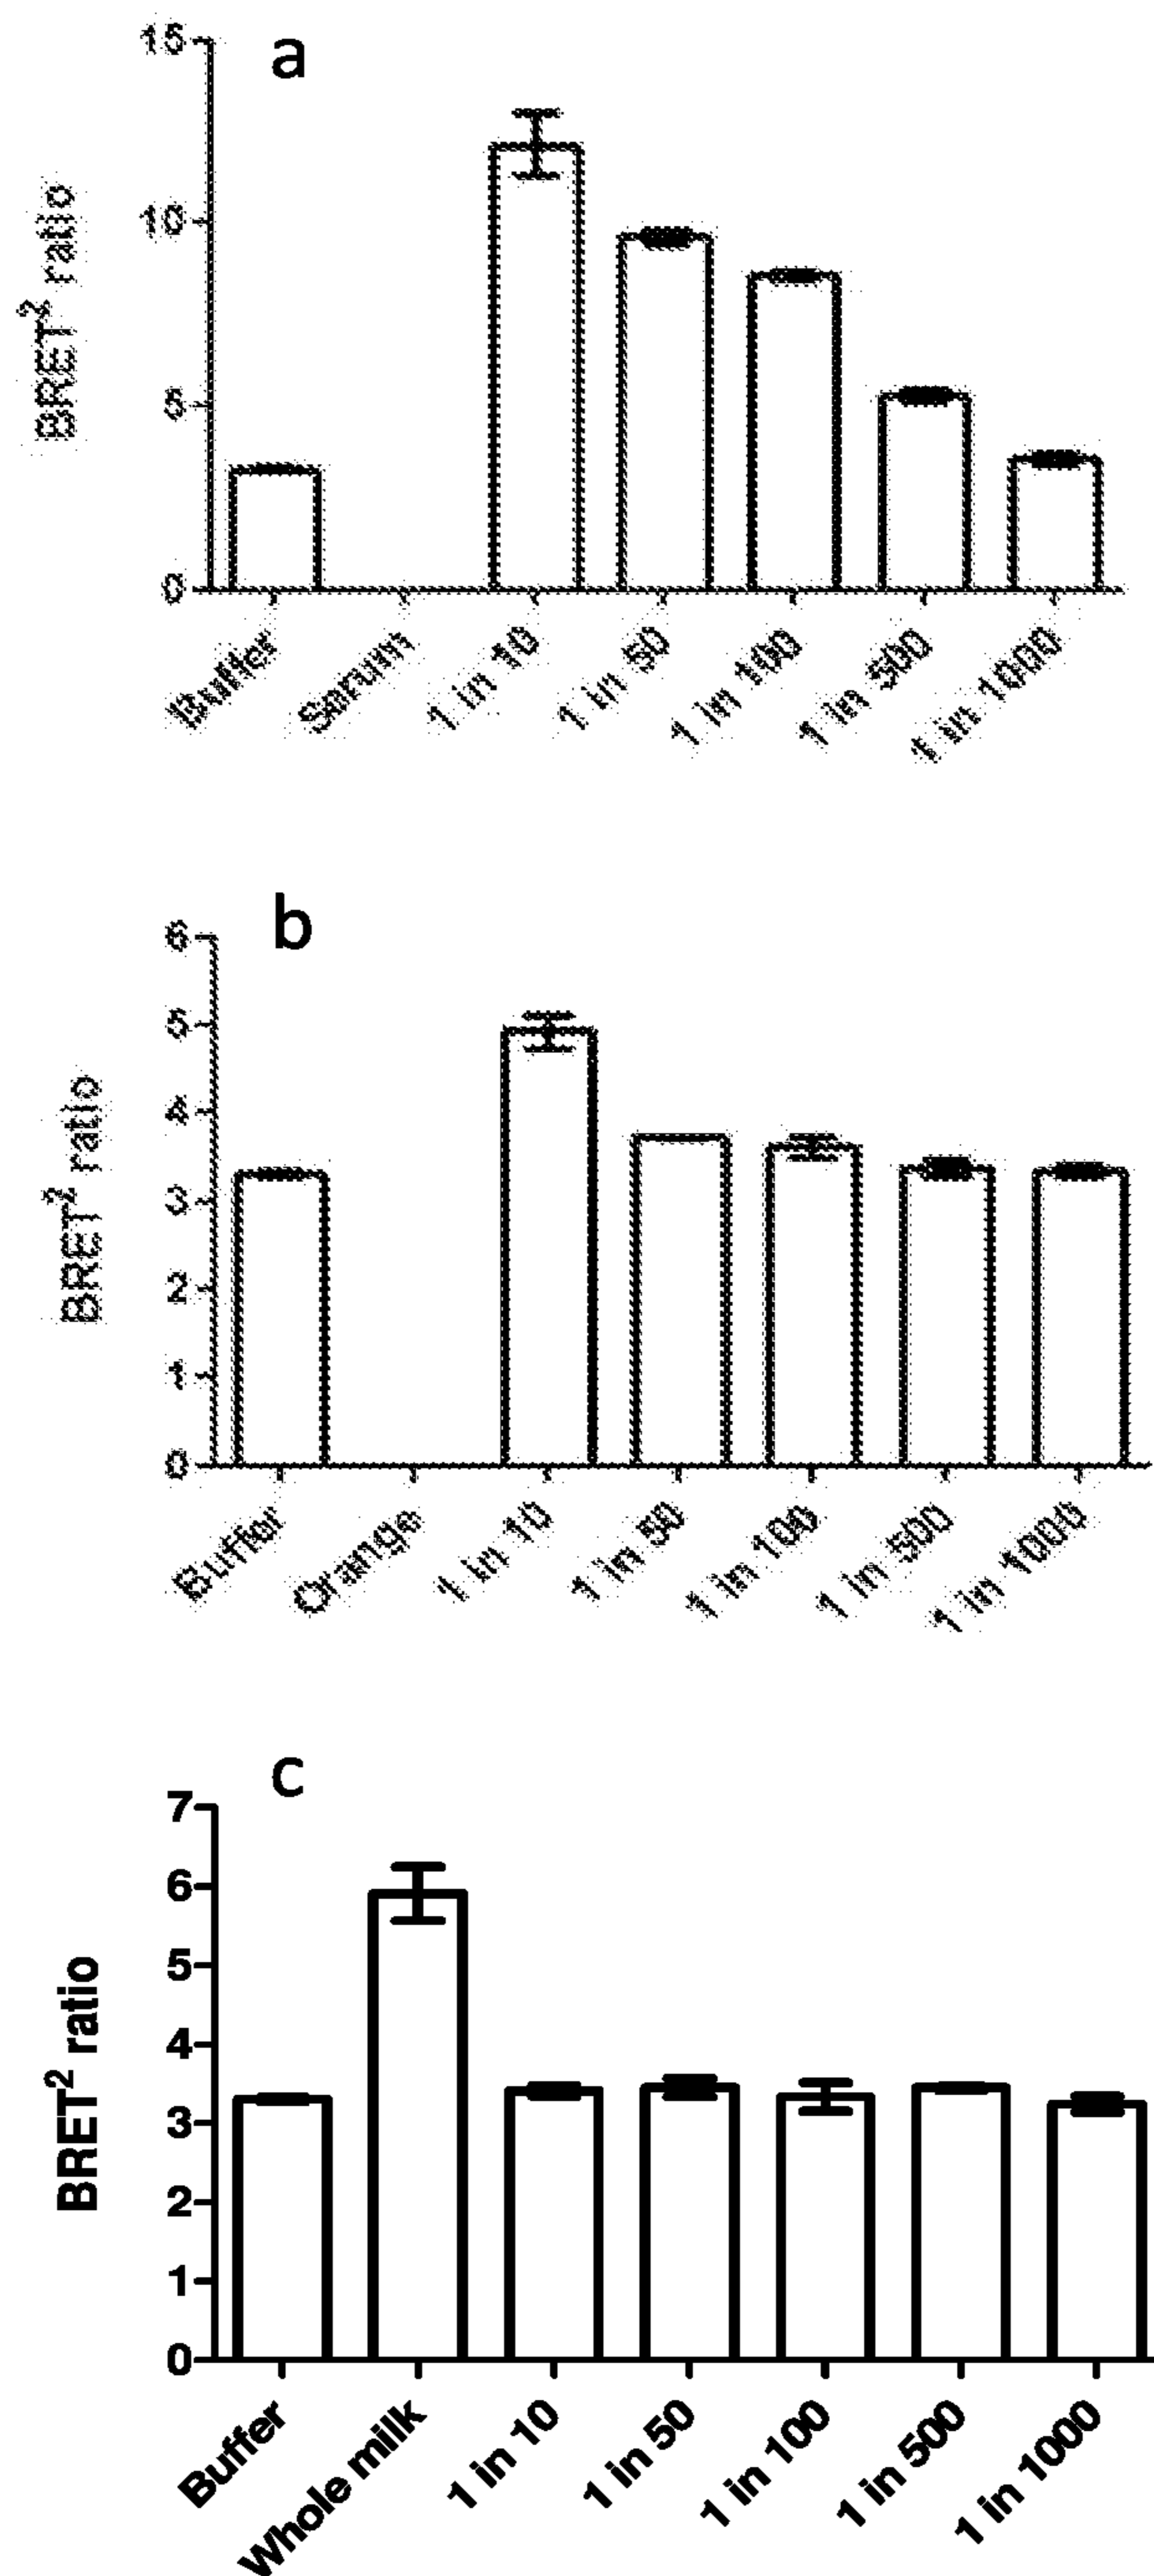 a
15
10
5
0
BRET² ratio
Buffer
Serum
1 in 10
1 in 50
1 in 100
1 in 500
1 in 1000
b
6
5
4
3
2
1
0
BRET² ratio
Buffer
Orange
1 in 10
1 in 50
1 in 100
1 in 500
1 in 1000
c
7
6
5
4
3
2
1
0
BRET² ratio
Buffer
Whole milk
1 in 10
1 in 50
1 in 100
1 in 500
1 in 1000